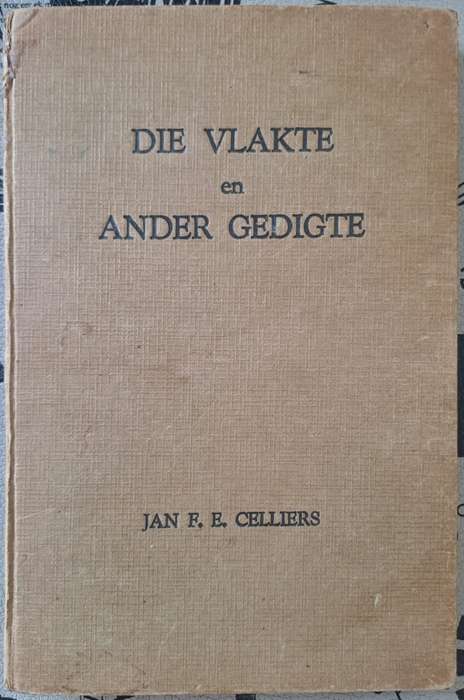 DIE VLAKTE
en
ANDER GEDIGTE
JAN F. E. CELLIERS